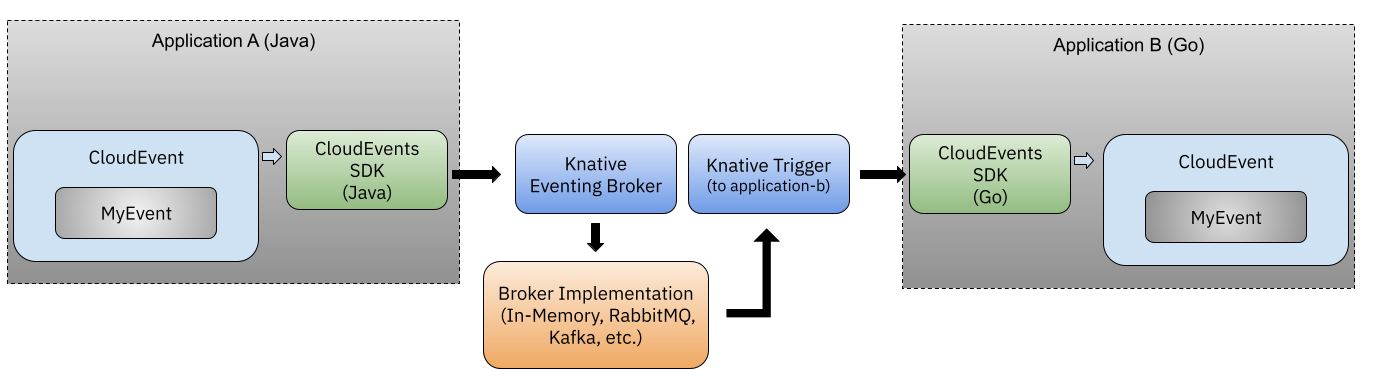 Application A (Java)
CloudEvent
MyEvent
CloudEvents
SDK
(Java)
Knative
Eventing Broker
Broker Implementation
(In-Memory, RabbitMQ,
Kafka, etc.)
Knative Trigger
(to application-b)
Application B (Go)
CloudEvents
SDK
(Go)
CloudEvent
MyEvent